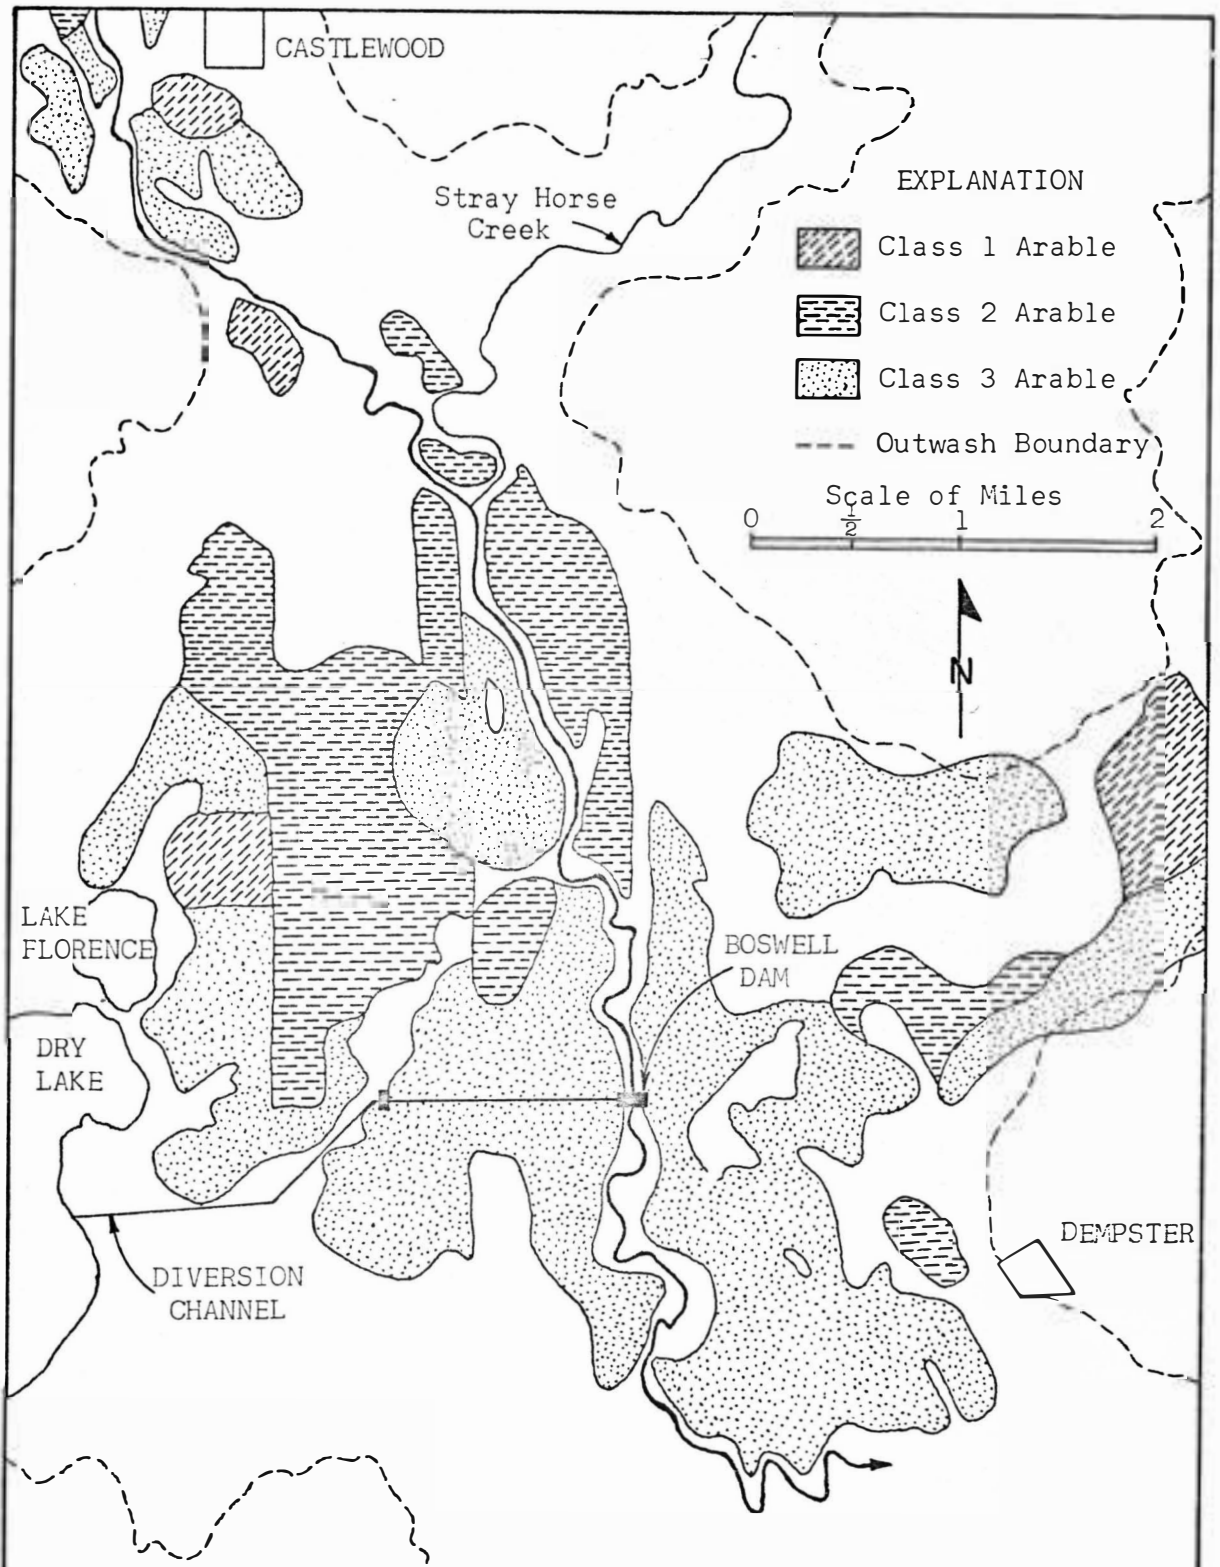 CASTLEWOOD
Stray Horse
Creek
EXPLANATION
Class 1 Arable
Class 2 Arable
Class 3 Arable
Outwash Boundary
Scale of Miles
0 1/2 1 2
N
LAKE
FLORENCE
BOSWELL
DAM
DRY
LAKE
DEMPSTER
DIVERSION
CHANNEL